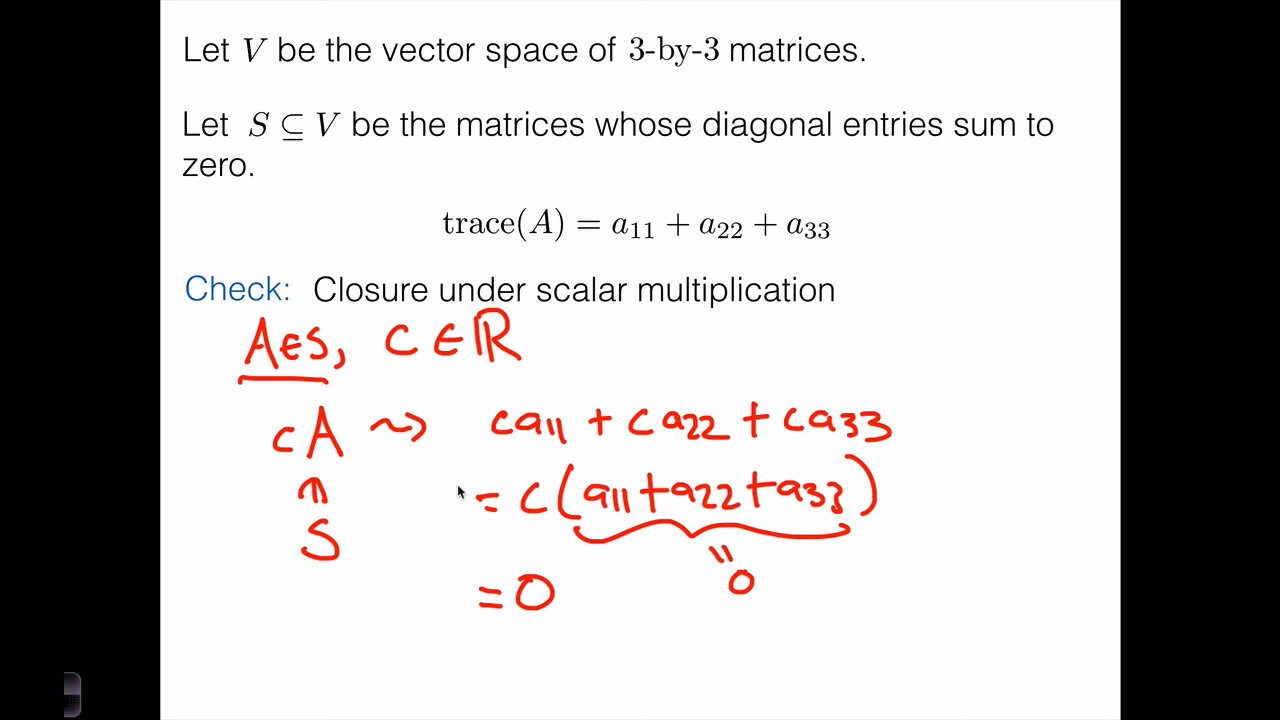 Let V be the vector space of 3-by-3 matrices.
Let S ⊆ V be the matrices whose diagonal entries sum to
zero.
trace(A) = a₁₁ + a₂₂ + a₃₃
Check: Closure under scalar multiplication
A∈S, C ∈ ℝ
cA ⇝ ca₁₁ + ca₂₂ + ca₃₃
= c(a₁₁+a₂₂+a₃₃)
S
= 0
"0